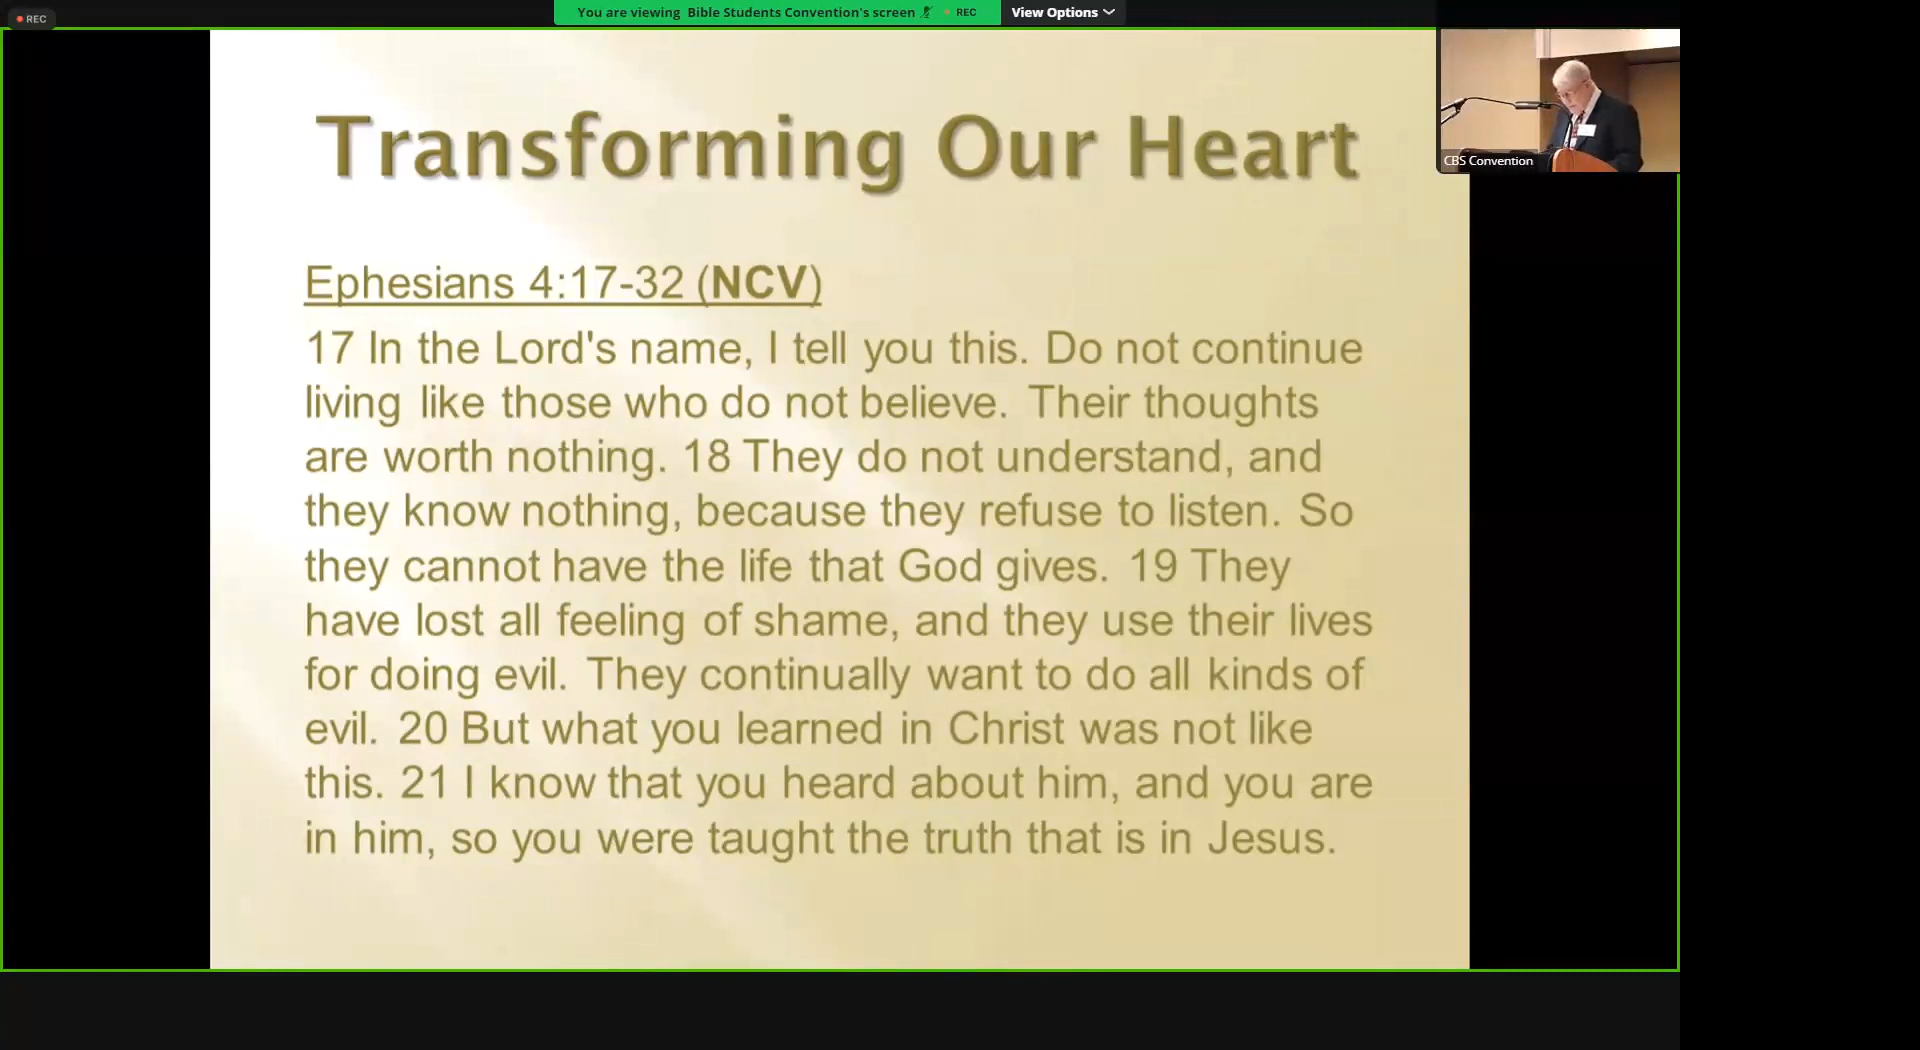 REC
You are viewing Bible Students Convention's screen REC View Options
Transforming Our Heart
CBS Convention
Ephesians 4:17-32 (NCV)
17 In the Lord's name, I tell you this. Do not continue
living like those who do not believe. Their thoughts
are worth nothing. 18 They do not understand, and
they know nothing, because they refuse to listen. So
they cannot have the life that God gives. 19 They
have lost all feeling of shame, and they use their lives
for doing evil. They continually want to do all kinds of
evil. 20 But what you learned in Christ was not like
this. 21 I know that you heard about him, and you are
in him, so you were taught the truth that is in Jesus.